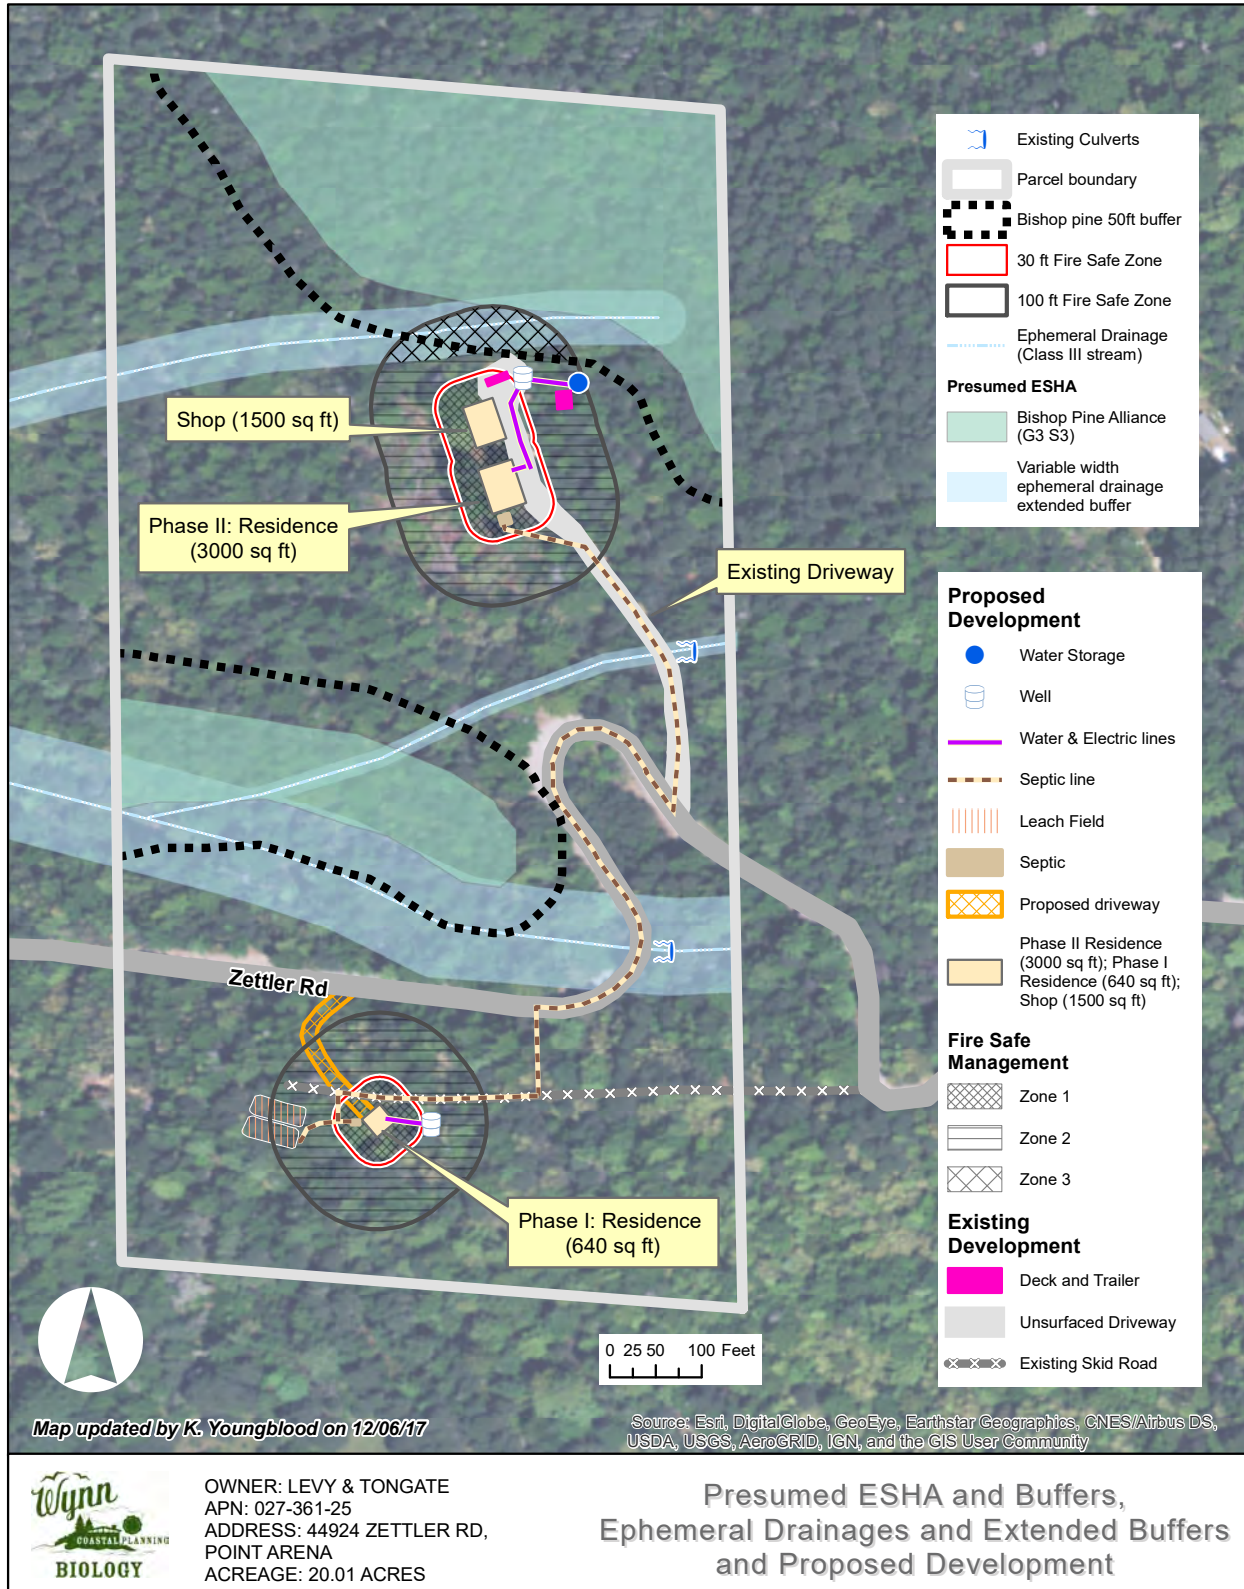 Existing Culverts
Parcel boundary
Bishop pine 50ft buffer
30 ft Fire Safe Zone
100 ft Fire Safe Zone
Ephemeral Drainage
(Class III stream)
Presumed ESHA
Bishop Pine Alliance
(G3 S3)
Variable width
ephemeral drainage
extended buffer
Shop (1500 sq ft)
Phase II: Residence
(3000 sq ft)
Existing Driveway
Proposed
Development
Water Storage
Well
Water & Electric lines
Septic line
Leach Field
Septic
Proposed driveway
Phase II Residence
(3000 sq ft); Phase I
Residence (640 sq ft);
Shop (1500 sq ft)
Fire Safe
Management
Zone 1
Zone 2
Zone 3
Existing
Development
Deck and Trailer
Unsurfaced Driveway
Existing Skid Road
Zettler Rd
Phase I: Residence
(640 sq ft)
0 25 50 100 Feet
Map updated by K. Youngblood on 12/06/17
Source: Esri, DigitalGlobe, GeoEye, Earthstar Geographics, CNES/Airbus DS,
USDA, USGS, AeroGRID, IGN, and the GIS User Community
Wynn
COASTAL PLANNING
BIOLOGY
OWNER: LEVY & TONGATE
APN: 027-361-25
ADDRESS: 44924 ZETTLER RD,
POINT ARENA
ACREAGE: 20.01 ACRES
Presumed ESHA and Buffers,
Ephemeral Drainages and Extended Buffers
and Proposed Development